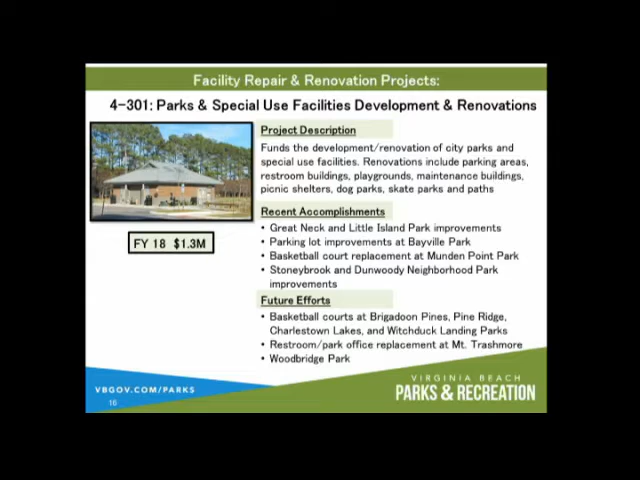 Facility Repair & Renovation Projects:
4-301: Parks & Special Use Facilities Development & Renovations
Project Description
Funds the development/renovation of city parks and
special use facilities. Renovations include parking areas,
restroom buildings, playgrounds, maintenance buildings,
picnic shelters, dog parks, skate parks and paths
FY 18 $1.3M
Recent Accomplishments
• Great Neck and Little Island Park improvements
• Parking lot improvements at Bayville Park
• Basketball court replacement at Munden Point Park
• Stoneybrook and Dunwoody Neighborhood Park
improvements
Future Efforts
• Basketball courts at Brigadoon Pines, Pine Ridge,
Charlestown Lakes, and Witchduck Landing Parks
• Restroom/park office replacement at Mt. Trashmore
• Woodbridge Park
VBGOV.COM/PARKS
16
VIRGINIA BEACH
PARKS & RECREATION